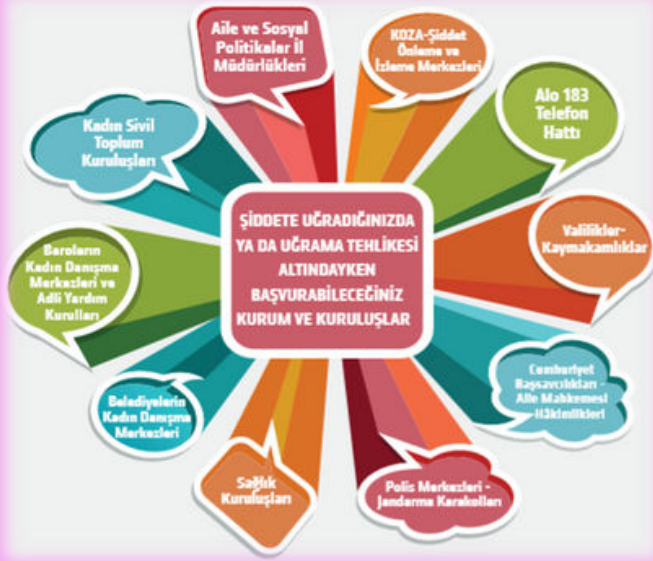 Aile ve Sosyal
Politikalar İl
Müdürlükleri
KOZA-Şiddet
Önleme ve
İzleme Merkezleri
Alo 183
Telefon
Hattı
Valilikler-
Kaymakamlıklar
Cumhuriyet
Başsavcılıkları -
Aile Mahkemesi
Hâkimlikleri
Polis Merkezleri -
Jandarma Karakolları
Sağlık
Kuruluşları
Belediyelerin
Kadın Danışma
Merkezleri
Baroların
Kadın Danışma
Merkezleri ve
Adli Yardım
Kurulları
Kadın Sivil
Toplum
Kuruluşları
ŞİDDETE UĞRADIĞINIZDA
YA DA UĞRAMA TEHLİKESİ
ALTINDAYKEN
BAŞVURABİLECEĞİNİZ
KURUM VE KURULUŞLAR